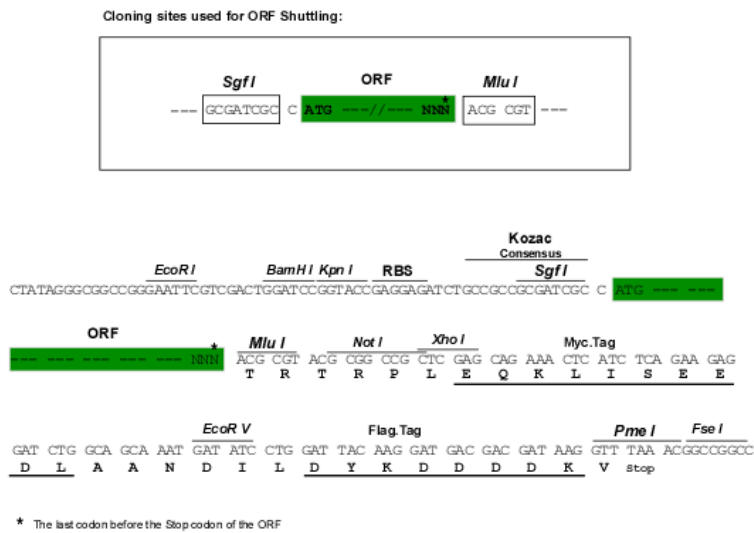 Cloning sites used for ORF Shuttling:
Sgf I ORF Mlu I
--- GCGATCGC C ATG ---//--- NNN* ACG CGT ---
Kozac
Consensus
EcoR I BamH I Kpn I RBS Sgf I
CTATAGGGCGGCCGGGAATTCGTCGACTGGATCCGGTACCGAGGAGATCTGCCGCCGCGATCGC C ATG --- ---
ORF Mlu I Not I Xho I Myc.Tag
--- --- --- --- --- NNN* ACG CGT ACG CGG CCG CTC GAG CAG AAA CTC ATC TCA GAA GAG
T R T R P L E Q K L I S E E
EcoR V Flag.Tag Pme I Fse I
GAT CTG GCA GCA AAT GAT ATC CTG GAT TAC AAG GAT GAC GAC GAT AAG GTT TAA ACGGCCGGCC
D L A A N D I L D Y K D D D D K V Stop
* The last codon before the Stop codon of the ORF